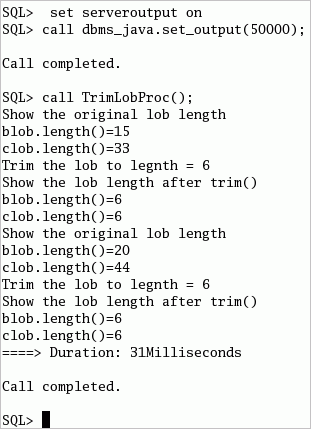 SQL>  set serveroutput on
SQL> call dbms_java.set_output(50000);
Call completed.
SQL> call TrimLobProc();
Show the original lob length
blob.length()=15
clob.length()=33
Trim the lob to legnth = 6
Show the lob length after trim()
blob.length()=6
clob.length()=6
Show the original lob length
blob.length()=20
clob.length()=44
Trim the lob to legnth = 6
Show the lob length after trim()
blob.length()=6
clob.length()=6
====> Duration: 31Milliseconds
Call completed.
SQL>